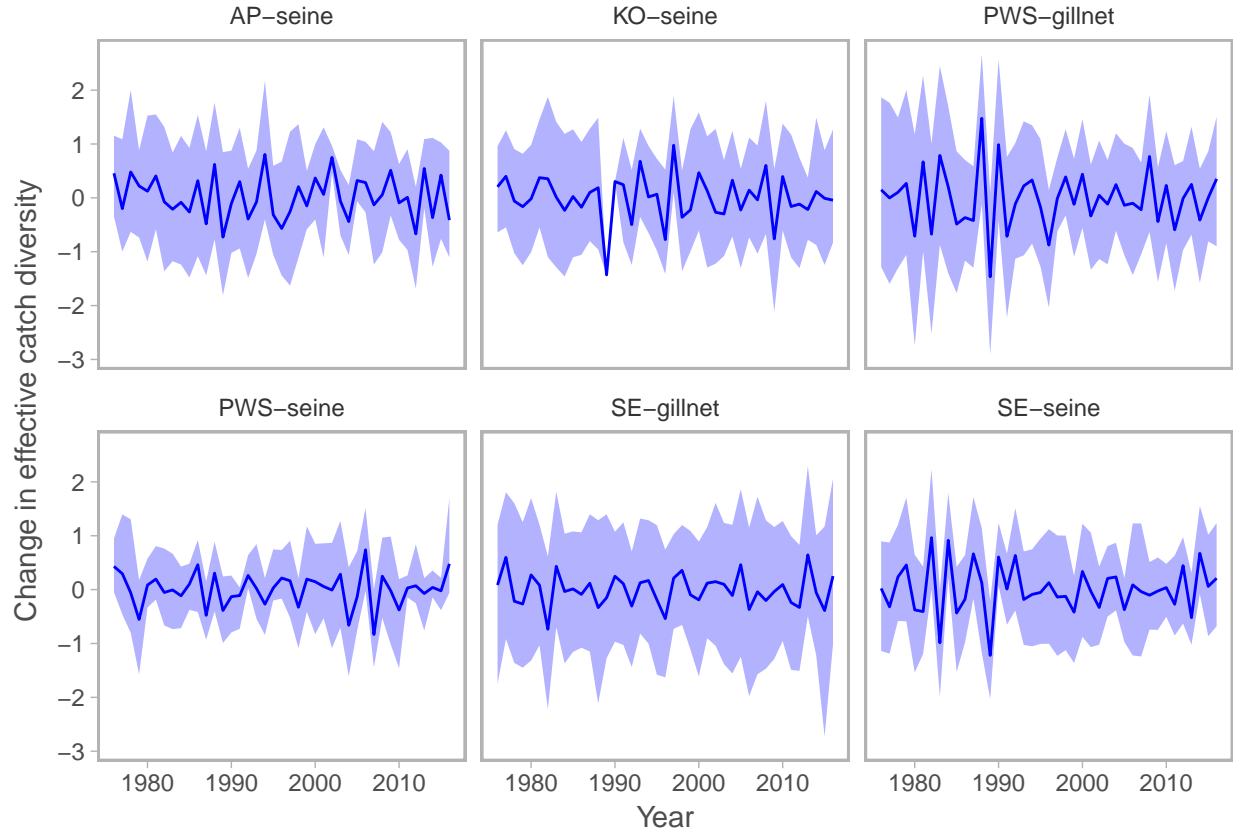 AP−seine KO−seine PWS−gillnet
2
1
0
−1
−2
−3
PWS−seine SE−gillnet SE−seine
2
1
0
−1
−2
−3
1980 1990 2000 2010 1980 1990 2000 2010 1980 1990 2000 2010
Year
Change in effective catch diversity